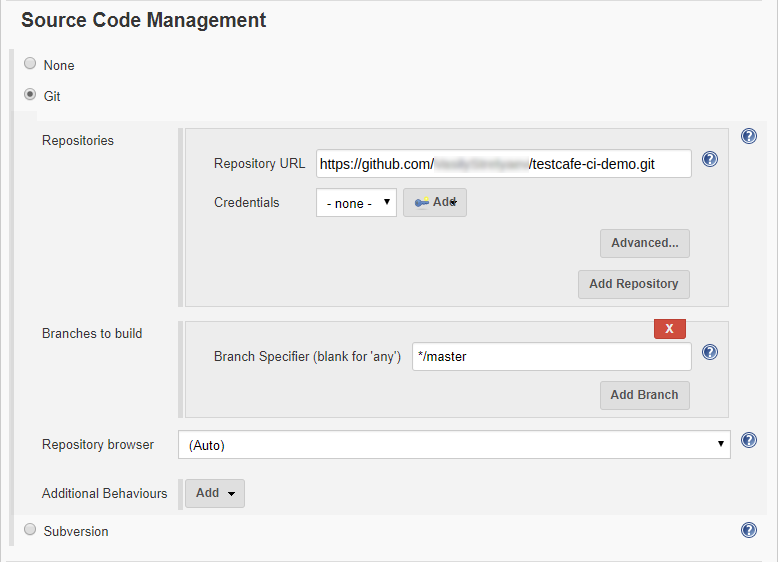 Source Code Management
None
Git
Repositories
Repository URL https://github.com/ /testcafe-ci-demo.git
Credentials - none - Add
Advanced...
Add Repository
Branches to build
X
Branch Specifier (blank for 'any') */master
Add Branch
Repository browser (Auto)
Additional Behaviours Add
Subversion